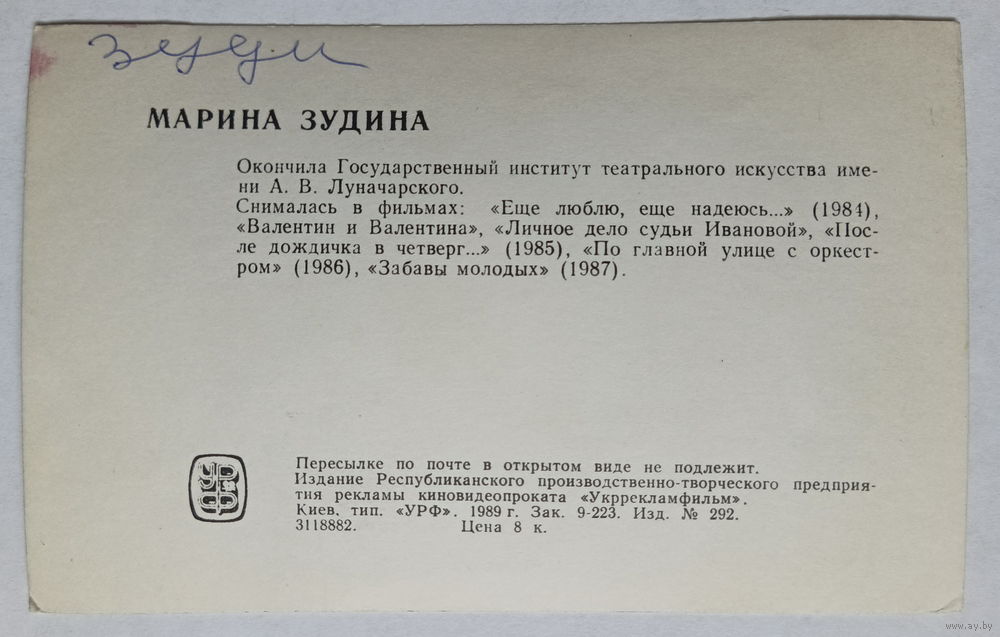 зуди
МАРИНА ЗУДИНА
Окончила Государственный институт театрального искусства име-
ни А. В. Луначарского.
Снималась в фильмах: «Еще люблю, еще надеюсь...» (1984),
«Валентин и Валентина», «Личное дело судьи Ивановой», «Пос-
ле дождичка в четверг...» (1985), «По главной улице с оркест-
ром» (1986), «Забавы молодых» (1987).
Пересылке по почте в открытом виде не подлежит.
Издание Республиканского производственно-творческого предприя-
тия рекламы киновидеопроката «Укррекламфильм».
Киев, тип. «УРФ». 1989 г. Зак. 9-223. Изд. № 292.
3118882. Цена 8 к.
www.ay.by